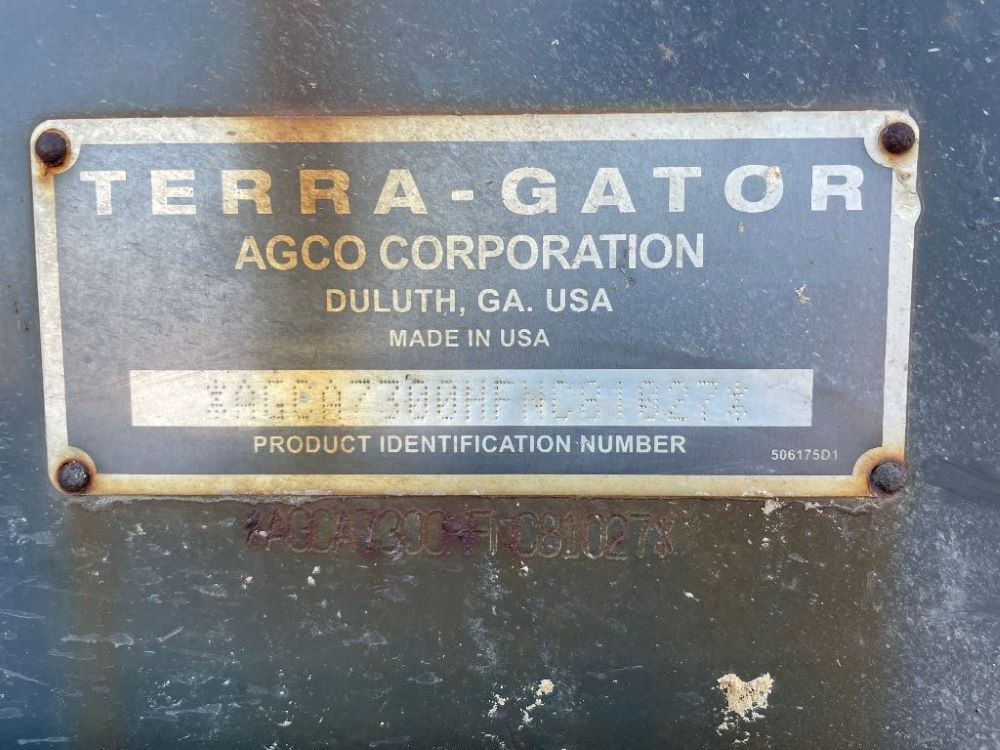 TERRA-GATOR
AGCO CORPORATION
DULUTH, GA. USA
MADE IN USA
*AGCA7300HFNC81027*
PRODUCT IDENTIFICATION NUMBER
506175D1